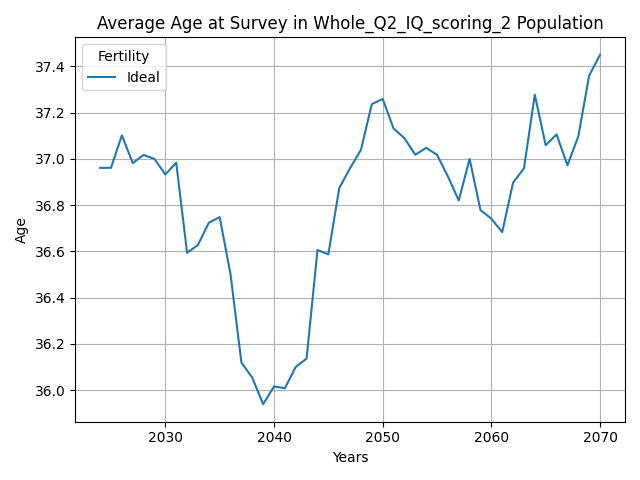 Average Age at Survey in Whole_Q2_IQ_scoring_2 Population
Fertility
Ideal
37.4
37.2
37.0
36.8
36.6
36.4
36.2
36.0
Age
2030 2040 2050 2060 2070
Years